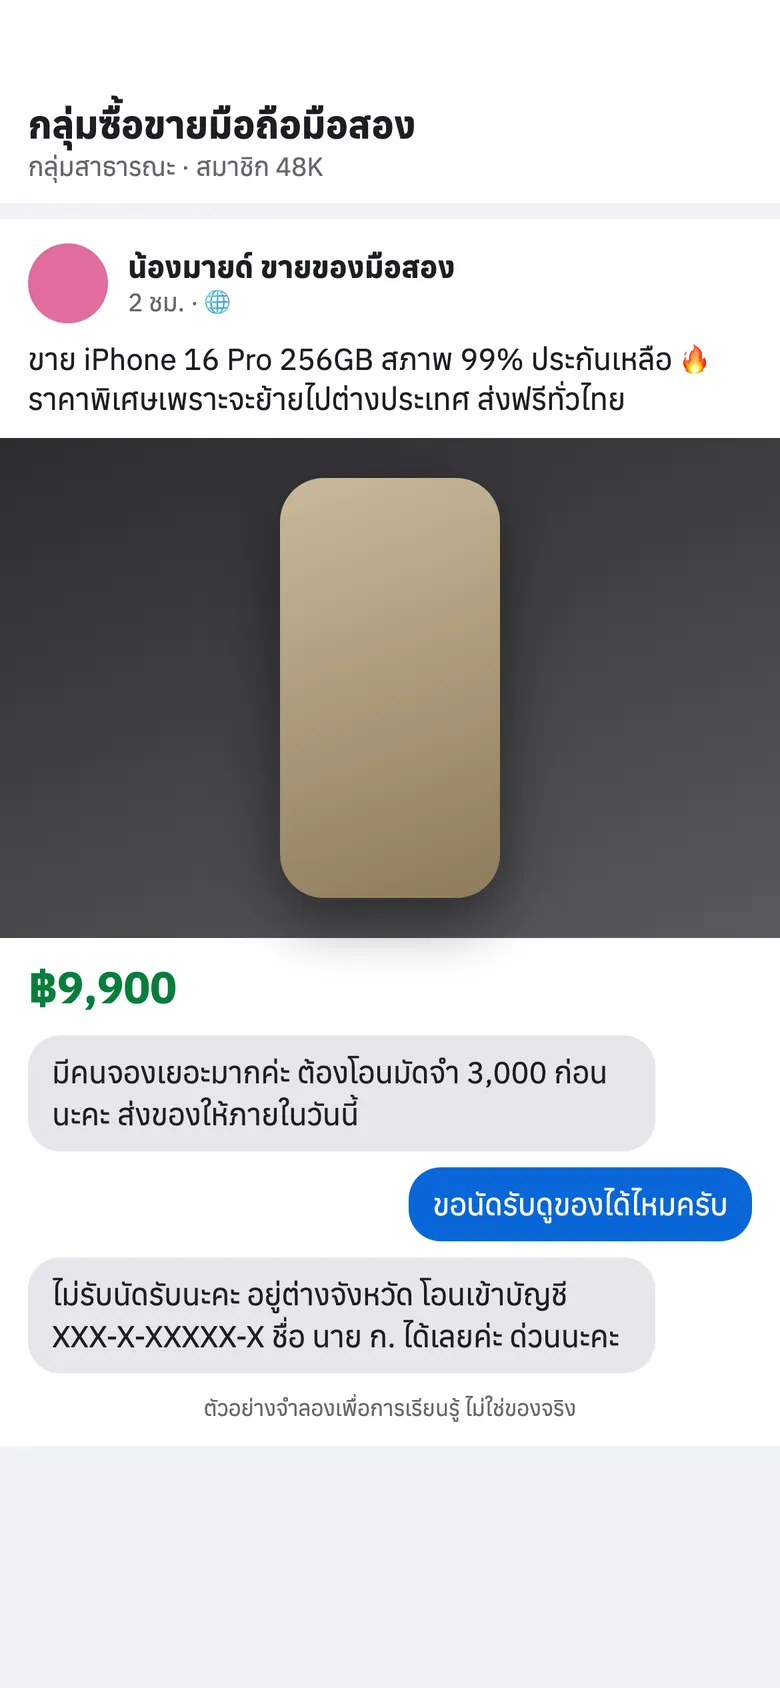 กลุ่มซื้อขายมือถือมือสอง
กลุ่มสาธารณะ · สมาชิก 48K
น้องมายด์ ขายของมือสอง
2 ชม. · 🌐
ขาย iPhone 16 Pro 256GB สภาพ 99% ประกันเหลือ 🔥
ราคาพิเศษเพราะจะย้ายไปต่างประเทศ ส่งฟรีทั่วไทย
฿9,900
มีคนจองเยอะมากค่ะ ต้องโอนมัดจำ 3,000 ก่อน
นะคะ ส่งของให้ภายในวันนี้
ขอนัดรับดูของได้ไหมครับ
ไม่รับนัดรับนะคะ อยู่ต่างจังหวัด โอนเข้าบัญชี
XXX-X-XXXXX-X ชื่อ นาย ก. ได้เลยค่ะ ด่วนนะคะ
ตัวอย่างจำลองเพื่อการเรียนรู้ ไม่ใช่ของจริง